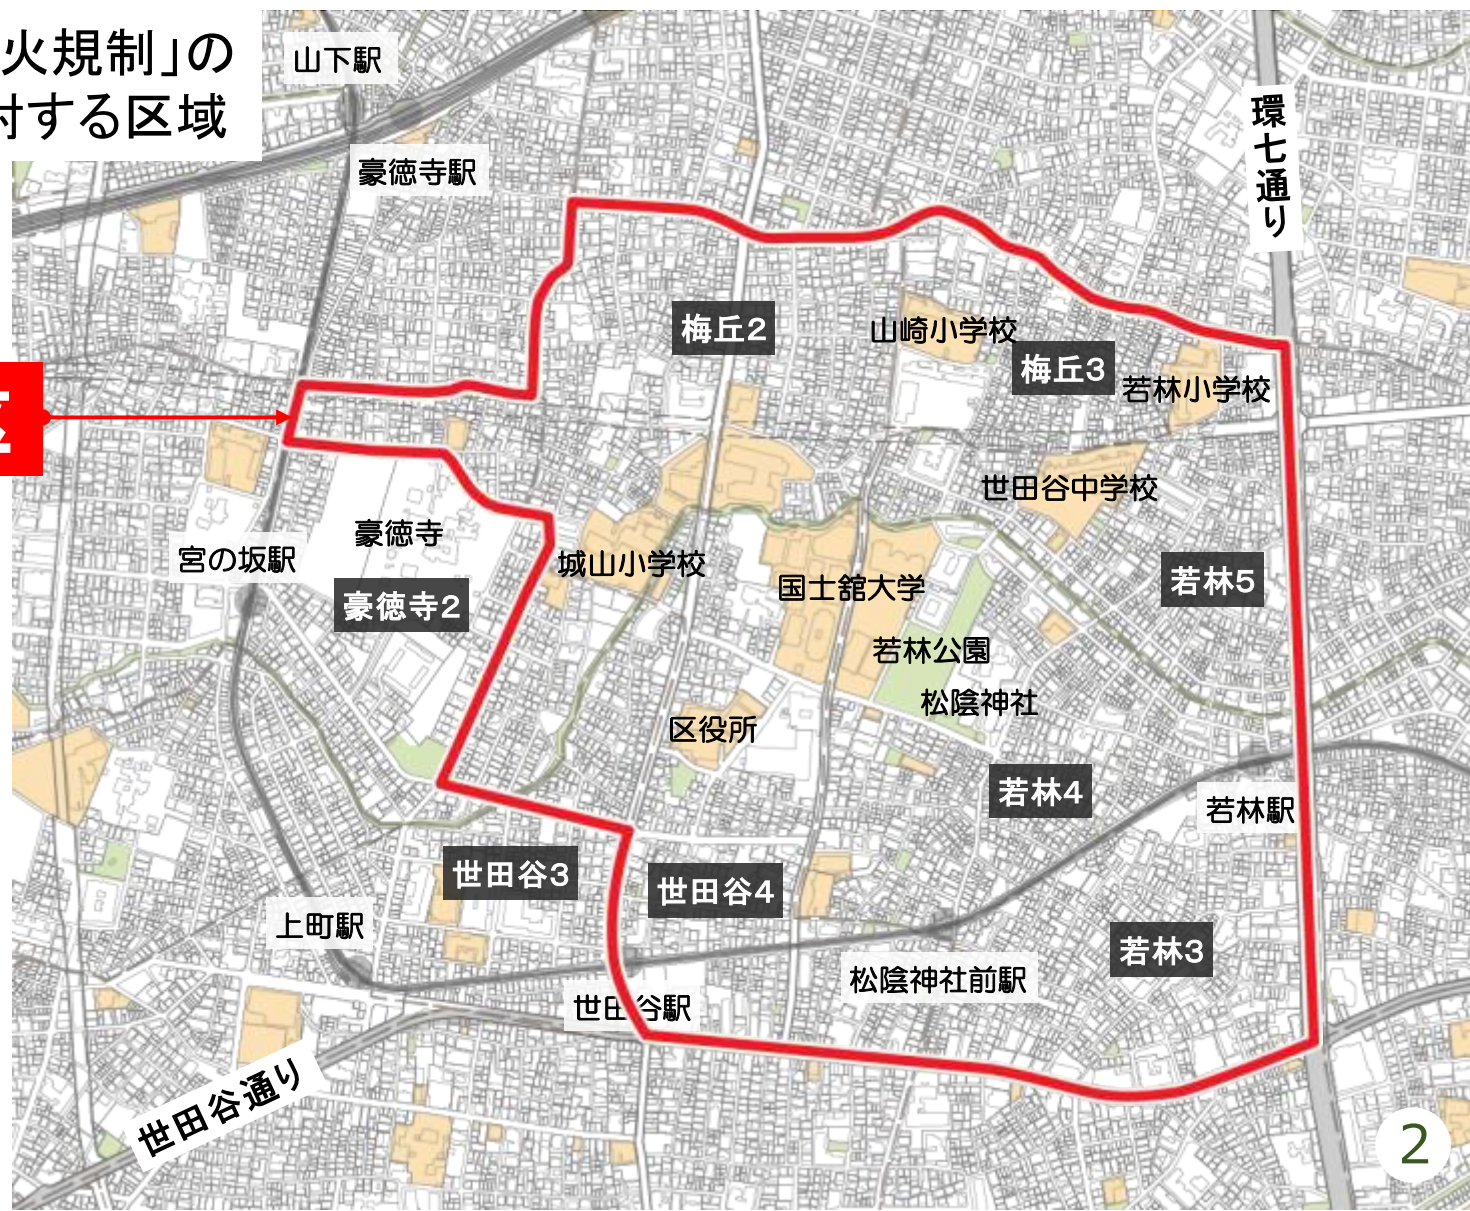 火規制」の
対する区域
山下駅
豪徳寺駅
環七通り
梅丘2
山崎小学校
梅丘3
若林小学校
区
世田谷中学校
豪徳寺
宮の坂駅
城山小学校
国士舘大学
若林5
豪徳寺2
若林公園
松陰神社
区役所
若林4
若林駅
世田谷3
世田谷4
上町駅
若林3
松陰神社前駅
世田谷駅
世田谷通り
2